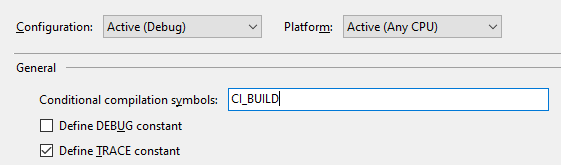 Configuration: Active (Debug) Platform: Active (Any CPU)
General
Conditional compilation symbols: CI_BUILD
Define DEBUG constant
Define TRACE constant